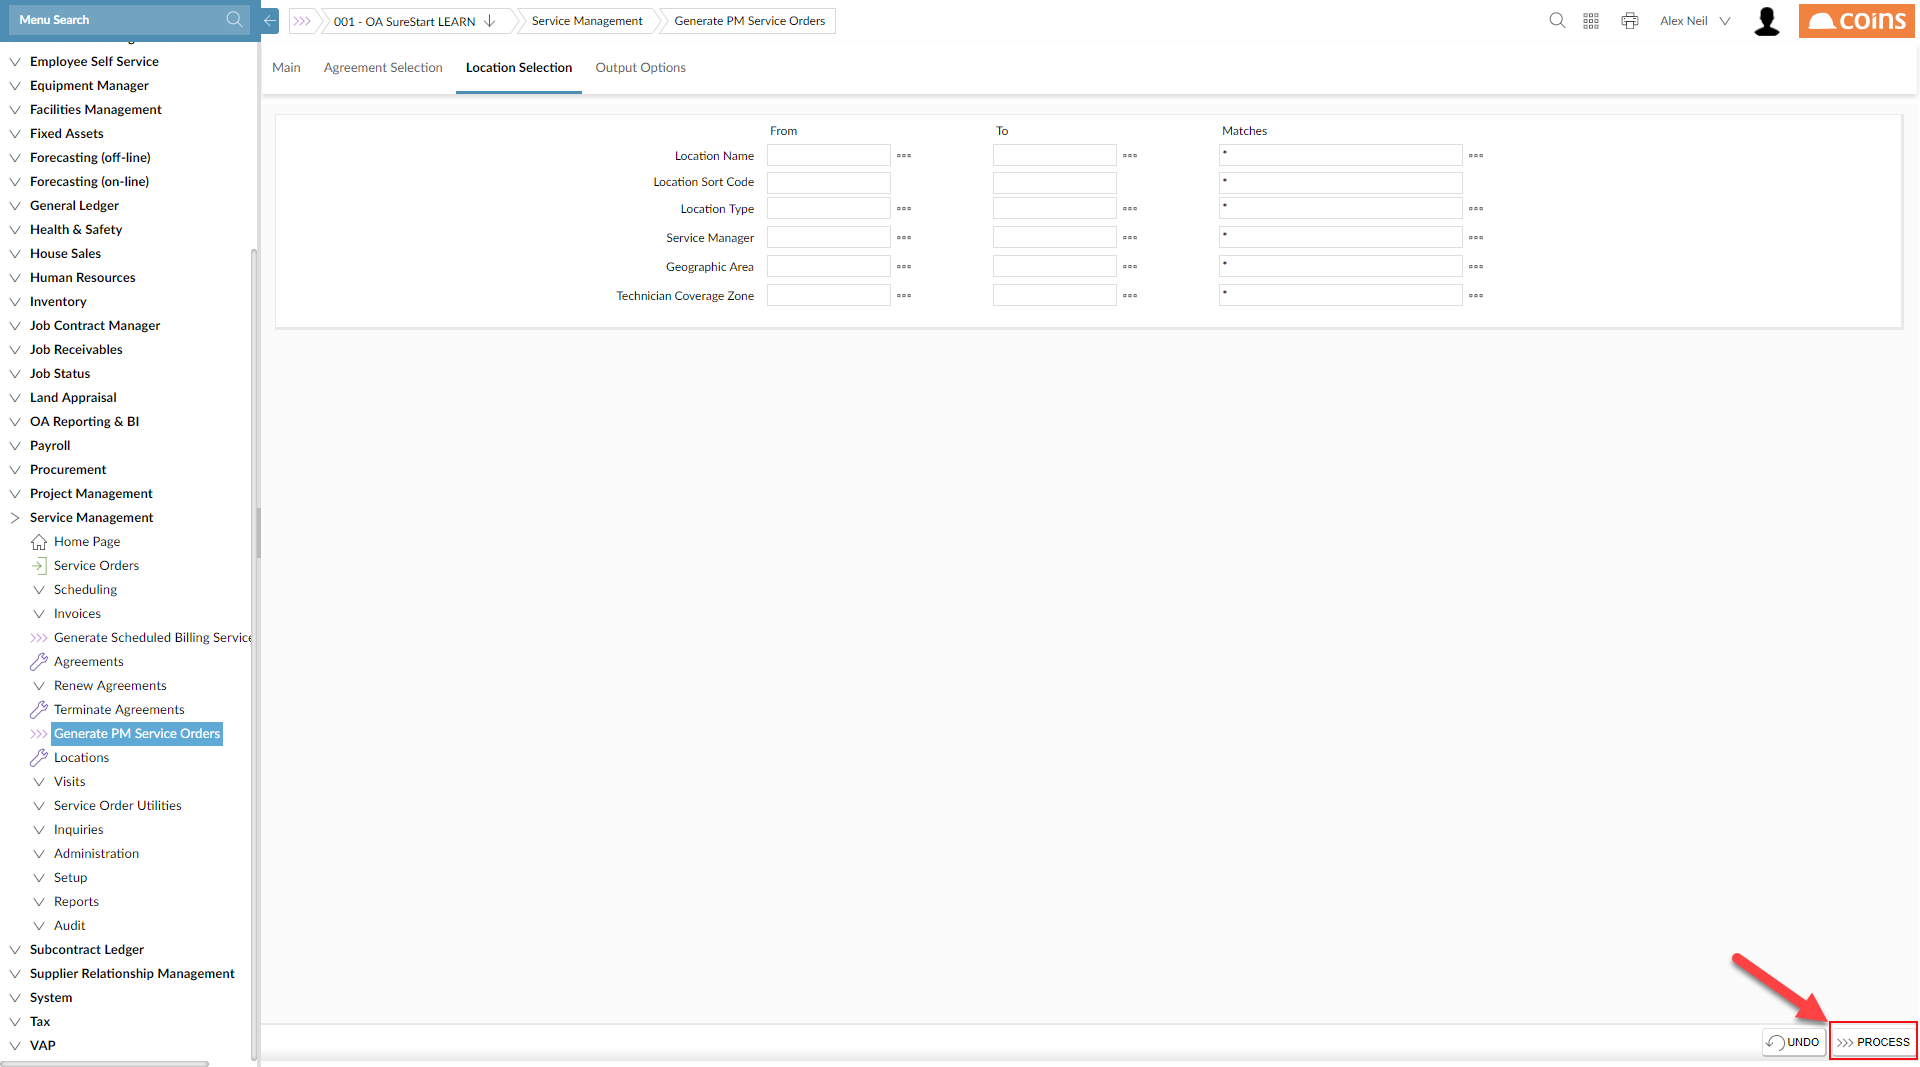 Menu Search
001 - OA SureStart LEARN
Service Management
Generate PM Service Orders
Alex Neil
coins
Employee Self Service
Equipment Manager
Facilities Management
Fixed Assets
Forecasting (off-line)
Forecasting (on-line)
General Ledger
Health & Safety
House Sales
Human Resources
Inventory
Job Contract Manager
Job Receivables
Job Status
Land Appraisal
OA Reporting & BI
Payroll
Procurement
Project Management
Service Management
Home Page
Service Orders
Scheduling
Invoices
Generate Scheduled Billing Service
Agreements
Renew Agreements
Terminate Agreements
Generate PM Service Orders
Locations
Visits
Service Order Utilities
Inquiries
Administration
Setup
Reports
Audit
Subcontract Ledger
Supplier Relationship Management
System
Tax
VAP
Main Agreement Selection Location Selection Output Options
From To Matches
Location Name *
Location Sort Code *
Location Type *
Service Manager *
Geographic Area *
Technician Coverage Zone *
UNDO PROCESS